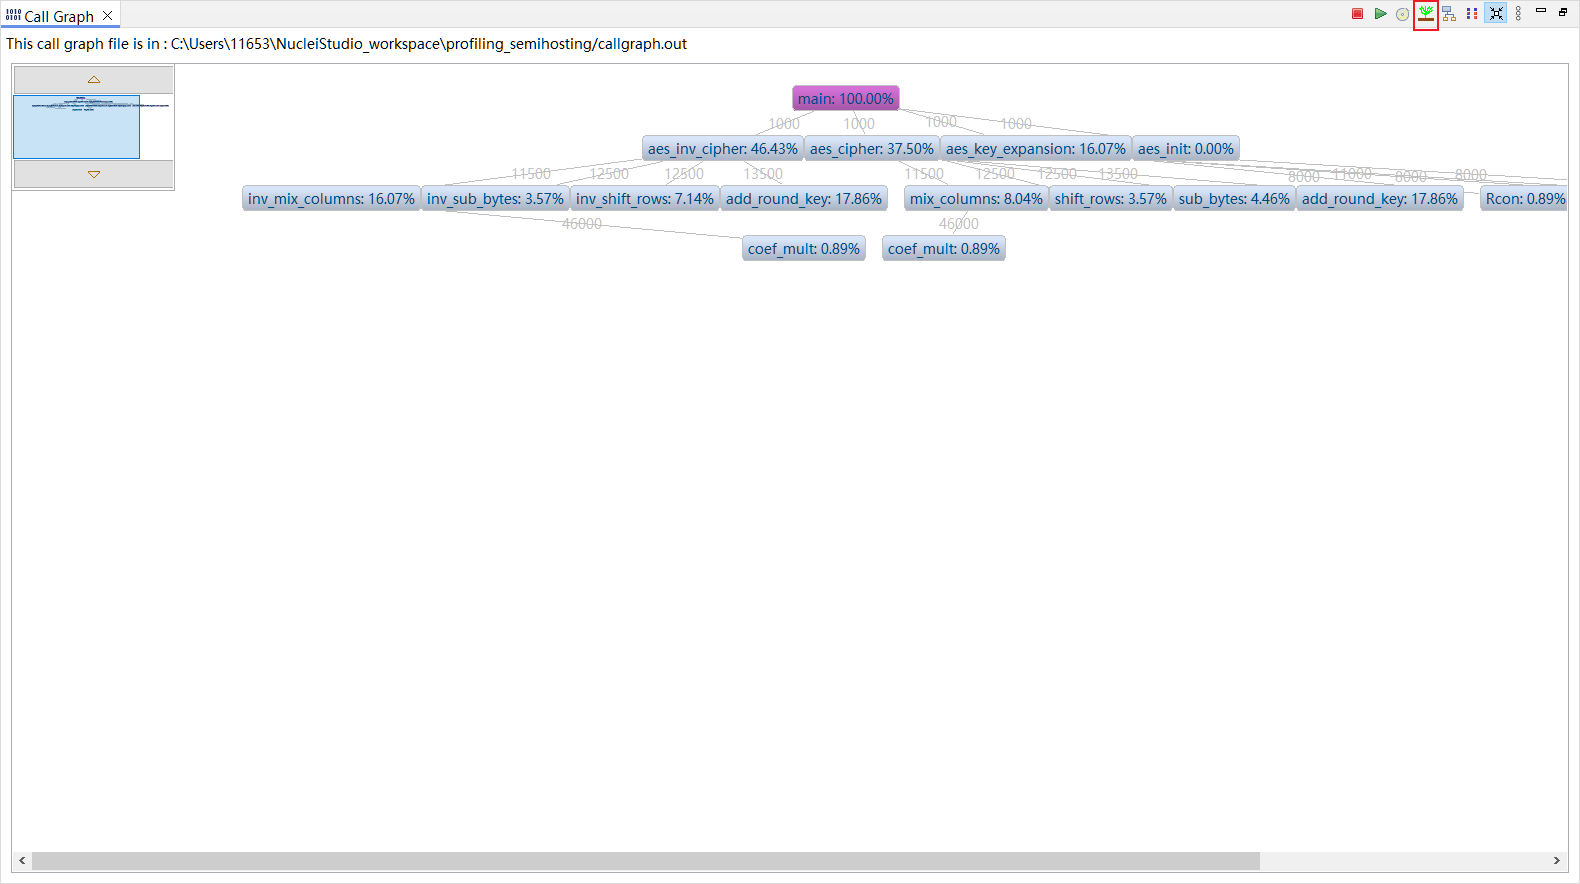 Call Graph
This call graph file is in : C:\Users\11653\NucleiStudio_workspace\profiling_semihosting/callgraph.out
main: 100.00%
1000 1000 1000 1000
aes_inv_cipher: 46.43% aes_cipher: 37.50% aes_key_expansion: 16.07% aes_init: 0.00%
11500 12500 12500 13500 11500 12500 12500 13500 8000 11000 8000 8000
inv_mix_columns: 16.07% inv_sub_bytes: 3.57% inv_shift_rows: 7.14% add_round_key: 17.86% mix_columns: 8.04% shift_rows: 3.57% sub_bytes: 4.46% add_round_key: 17.86% Rcon: 0.89%
46000 46000
coef_mult: 0.89% coef_mult: 0.89%